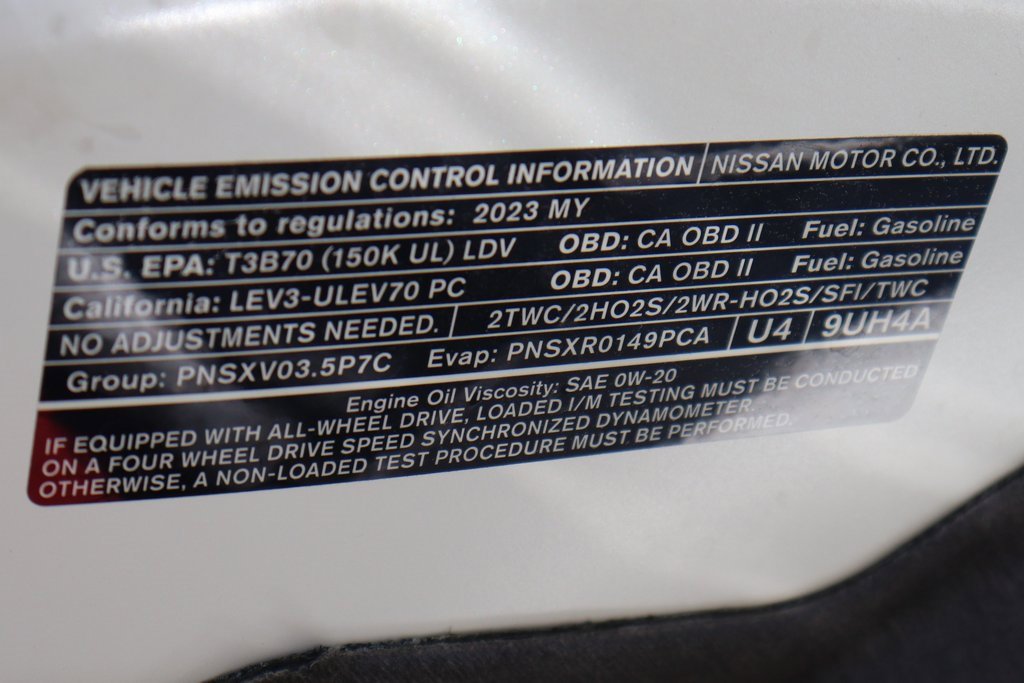 VEHICLE EMISSION CONTROL INFORMATION NISSAN MOTOR CO., LTD.
Conforms to regulations: 2023 MY
U.S. EPA: T3B70 (150K UL) LDV OBD: CA OBD II Fuel: Gasoline
California: LEV3-ULEV70 PC OBD: CA OBD II Fuel: Gasoline
NO ADJUSTMENTS NEEDED. 2TWC/2HO2S/2WR-HO2S/SFI/TWC
Group: PNSXV03.5P7C Evap: PNSXR0149PCA U4 9UH4A
Engine Oil Viscosity: SAE 0W-20
IF EQUIPPED WITH ALL-WHEEL DRIVE, LOADED I/M TESTING MUST BE CONDUCTED
ON A FOUR WHEEL DRIVE SPEED SYNCHRONIZED DYNAMOMETER.
OTHERWISE, A NON-LOADED TEST PROCEDURE MUST BE PERFORMED.